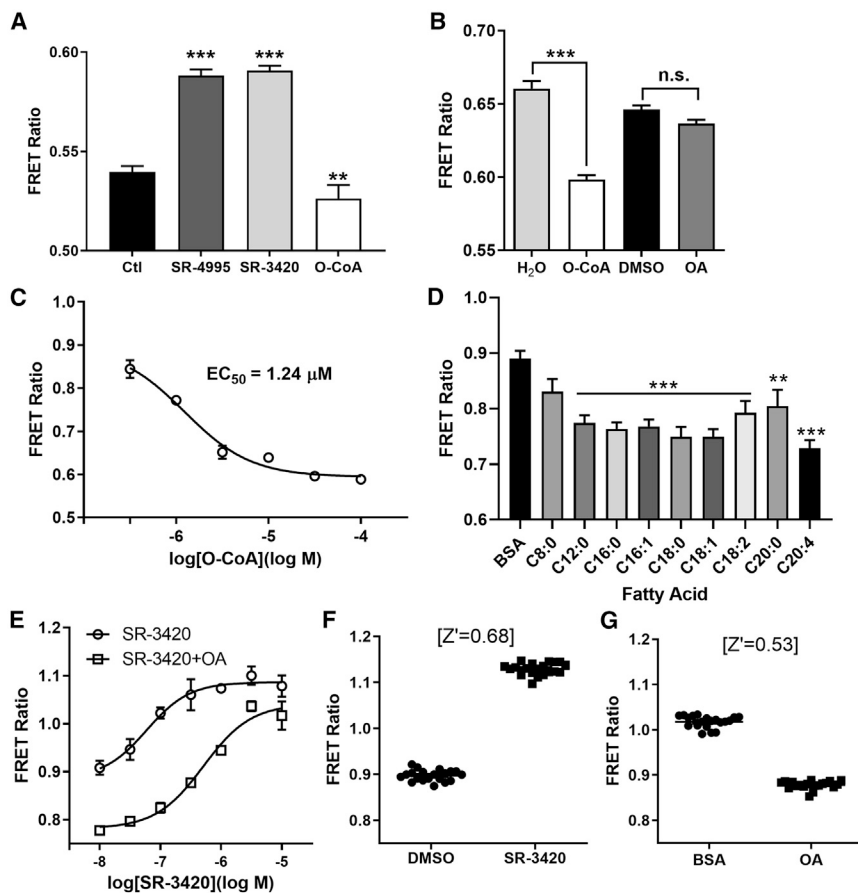 A
FRET Ratio
0.60
0.55
0.50
***
***
**
Ctl
SR-4995
SR-3420
O-CoA
B
FRET Ratio
0.70
0.65
0.60
0.55
***
n.s.
H₂O
O-CoA
DMSO
OA
C
FRET Ratio
1.0
0.9
0.8
0.7
0.6
0.5
EC₅₀ = 1.24 μM
-6
-5
-4
log[O-CoA](log M)
D
FRET Ratio
1.0
0.9
0.8
0.7
0.6
***
**
***
BSA
C8:0
C12:0
C16:0
C16:1
C18:0
C18:1
C18:2
C20:0
C20:4
Fatty Acid
E
SR-3420
SR-3420+OA
FRET Ratio
1.2
1.1
1.0
0.9
0.8
-8
-7
-6
-5
log[SR-3420](log M)
F
[Z'=0.68]
FRET Ratio
1.2
1.1
1.0
0.9
0.8
DMSO
SR-3420
G
[Z'=0.53]
FRET Ratio
1.2
1.1
1.0
0.9
0.8
BSA
OA